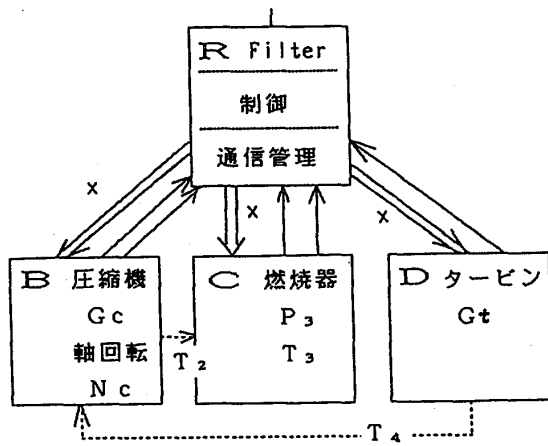 R Filter
制御
通信管理
x
x
x
B 圧縮機
Gc
軸回転
Nc
T₂
C 燃焼器
P₃
T₃
D タービン
Gt
T₄